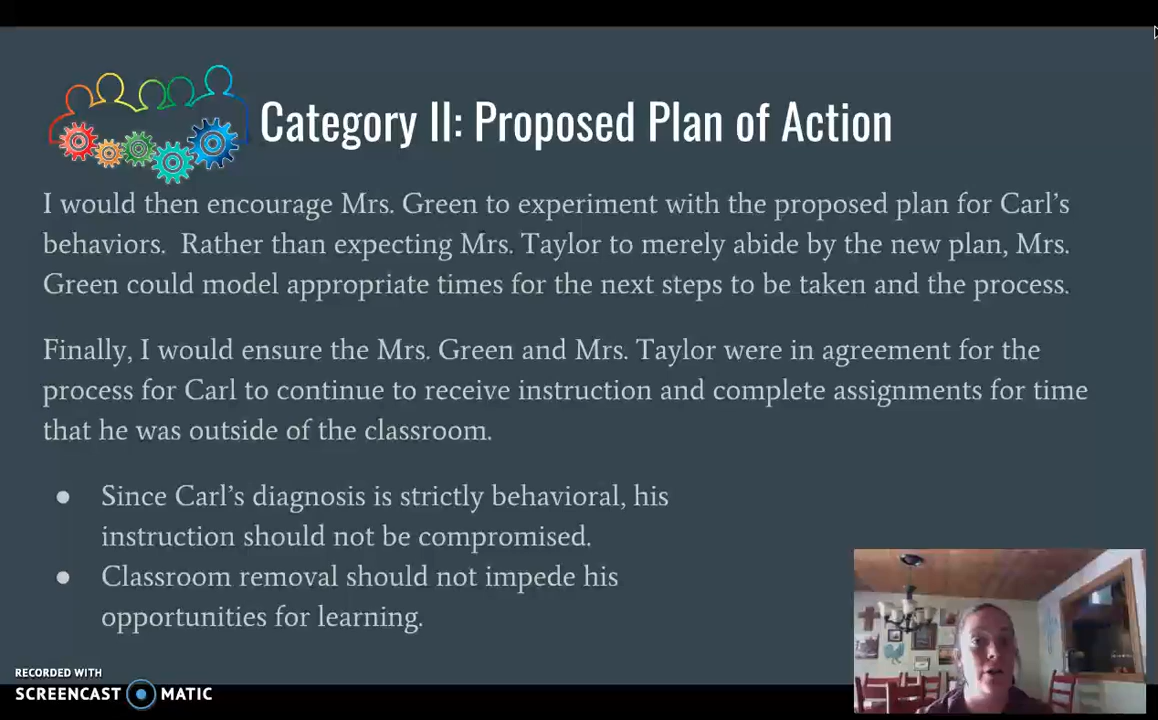 Category II: Proposed Plan of Action
I would then encourage Mrs. Green to experiment with the proposed plan for Carl's
behaviors.  Rather than expecting Mrs. Taylor to merely abide by the new plan, Mrs.
Green could model appropriate times for the next steps to be taken and the process.
Finally, I would ensure the Mrs. Green and Mrs. Taylor were in agreement for the
process for Carl to continue to receive instruction and complete assignments for time
that he was outside of the classroom.
● Since Carl's diagnosis is strictly behavioral, his
instruction should not be compromised.
● Classroom removal should not impede his
opportunities for learning.
RECORDED WITH
SCREENCAST MATIC